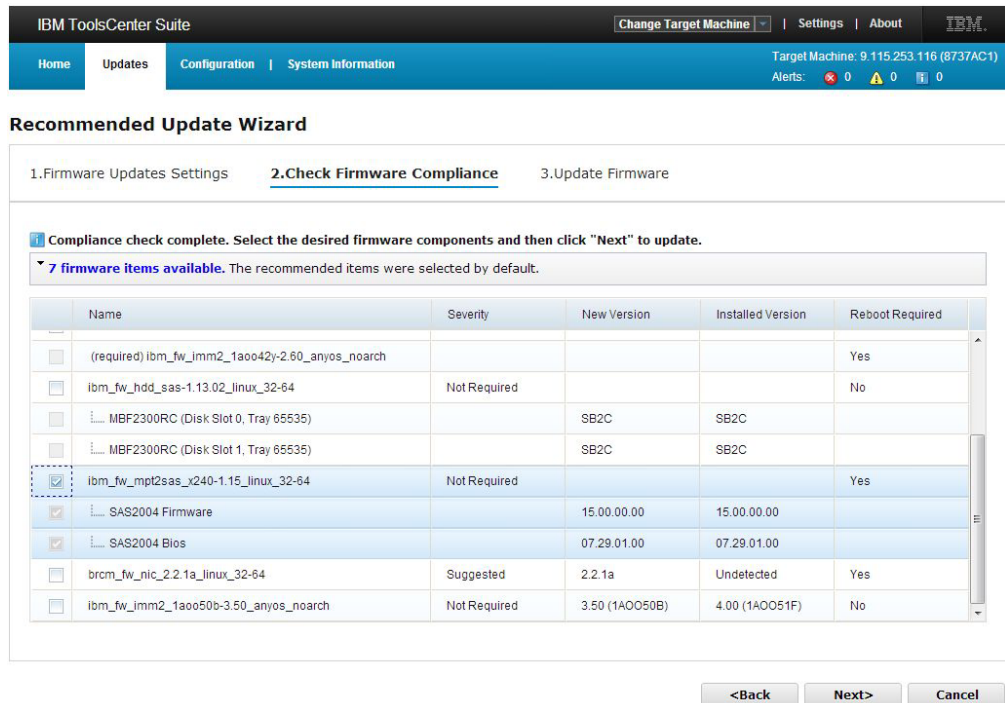 IBM ToolsCenter Suite
Change Target Machine | Settings | About IBM.
Home Updates Configuration | System Information
Target Machine: 9.115.253.116 (8737AC1)
Alerts: 0 0 0
Recommended Update Wizard
1.Firmware Updates Settings 2.Check Firmware Compliance 3.Update Firmware
Compliance check complete. Select the desired firmware components and then click "Next" to update.
7 firmware items available. The recommended items were selected by default.
Name Severity New Version Installed Version Reboot Required
(required) ibm_fw_imm2_1aoo42y-2.60_anyos_noarch Yes
ibm_fw_hdd_sas-1.13.02_linux_32-64 Not Required No
MBF2300RC (Disk Slot 0, Tray 65535) SB2C SB2C
MBF2300RC (Disk Slot 1, Tray 65535) SB2C SB2C
ibm_fw_mpt2sas_x240-1.15_linux_32-64 Not Required Yes
SAS2004 Firmware 15.00.00.00 15.00.00.00
SAS2004 Bios 07.29.01.00 07.29.01.00
brcm_fw_nic_2.2.1a_linux_32-64 Suggested 2.2.1a Undetected Yes
ibm_fw_imm2_1aoo50b-3.50_anyos_noarch Not Required 3.50 (1AOO50B) 4.00 (1AOO51F) No
<Back Next> Cancel